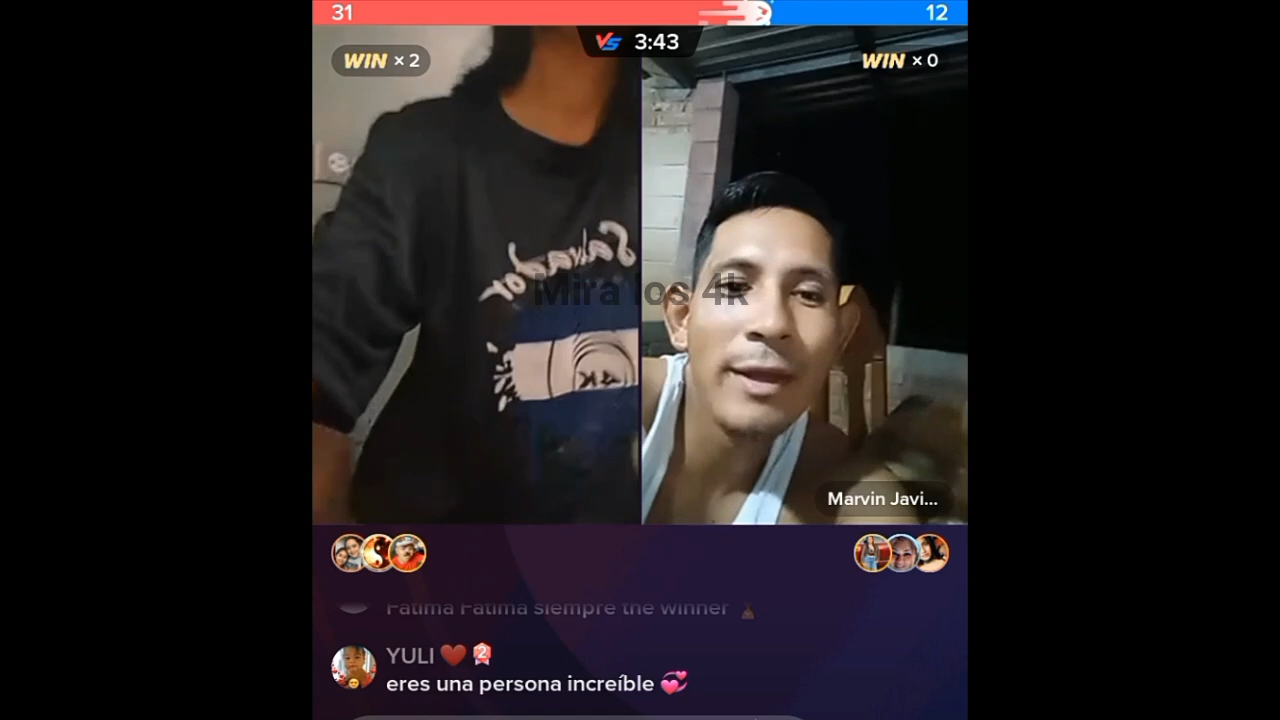 31
12
VS 3:43
WIN × 2
WIN × 0
Salvador
Mira los 4k
Marvin Javi...
Fatima Fatima siempre the winner
YULI
2
eres una persona increíble